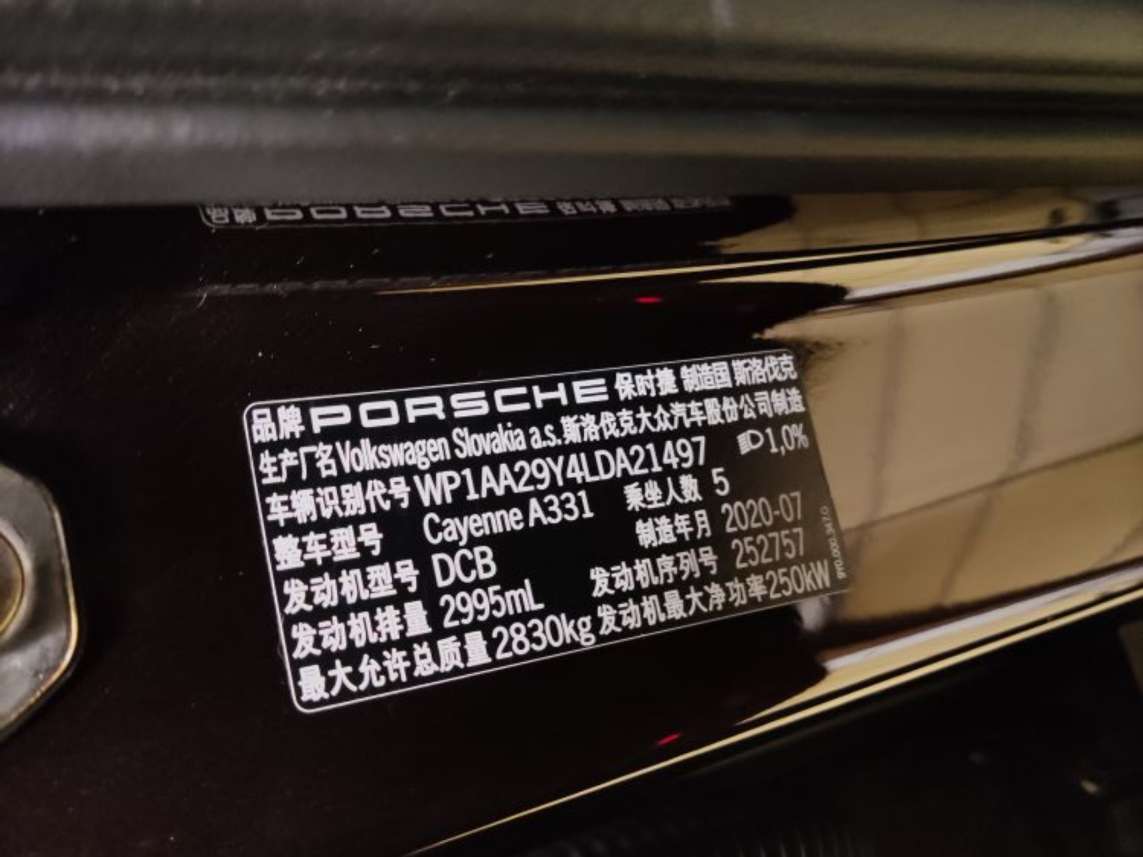 品牌 PORSCHE 保时捷 制造国 斯洛伐克
生产厂名 Volkswagen Slovakia a.s. 斯洛伐克大众汽车股份公司制造
车辆识别代号 WP1AA29Y4LDA21497 1,0%
整车型号 Cayenne A331 乘坐人数 5
发动机型号 DCB 制造年月 2020-07
发动机排量 2995mL 发动机序列号 252757
最大允许总质量 2830kg 发动机最大净功率 250kW